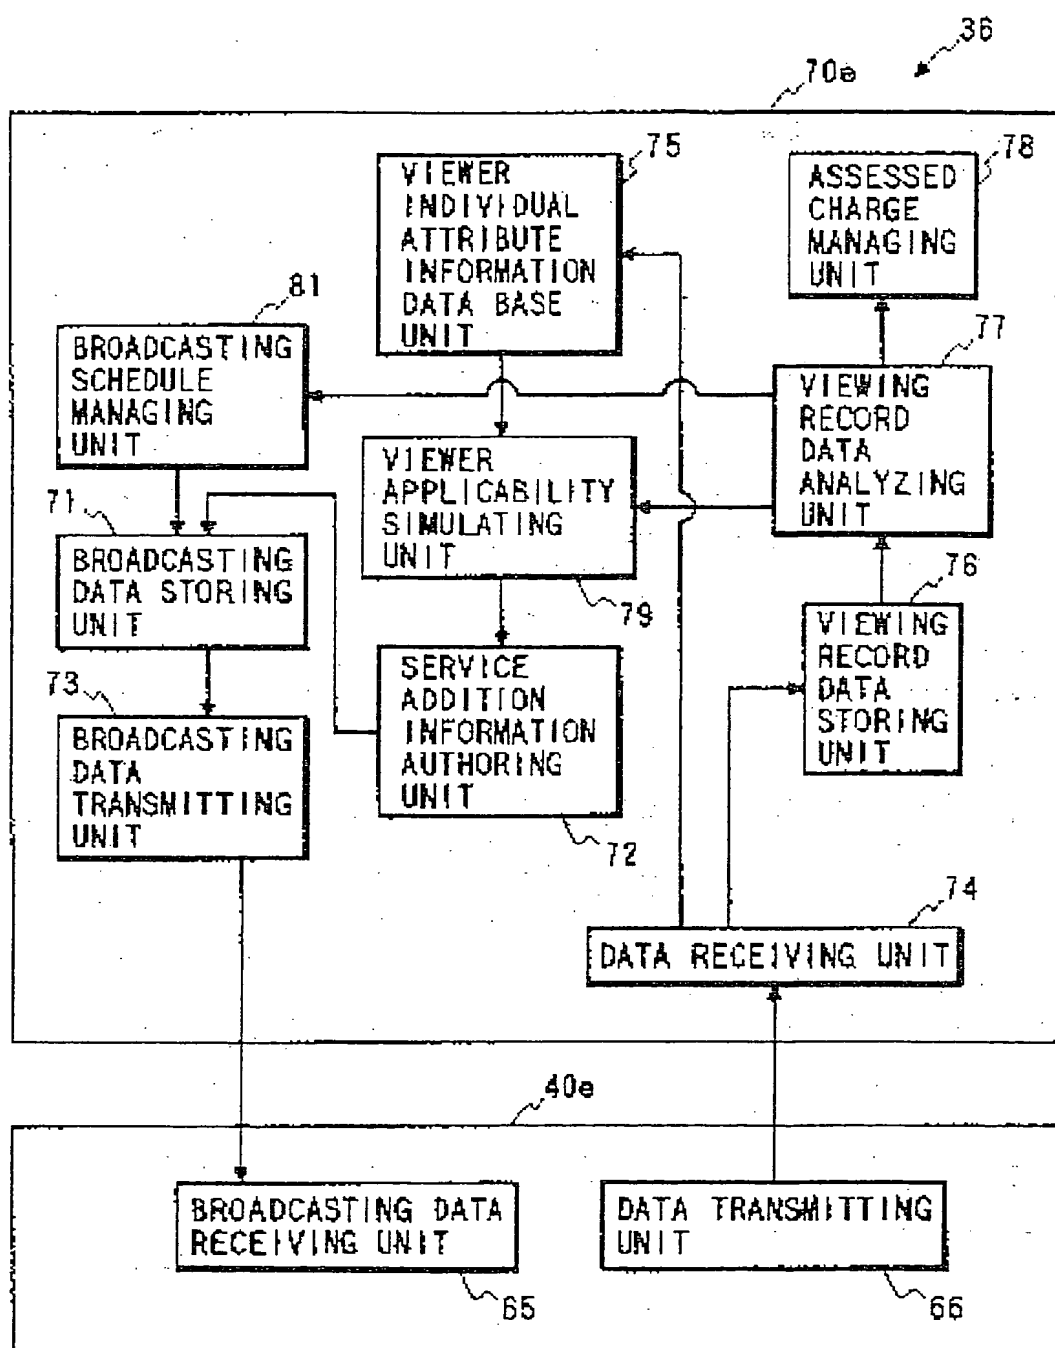 36
70e
75
VIEWER
INDIVIDUAL
ATTRIBUTE
INFORMATION
DATA BASE
UNIT
78
ASSESSED
CHARGE
MANAGING
UNIT
81
BROADCASTING
SCHEDULE
MANAGING
UNIT
77
VIEWING
RECORD
DATA
ANALYZING
UNIT
VIEWER
APPLICABILITY
SIMULATING
UNIT
79
71
BROADCASTING
DATA STORING
UNIT
76
VIEWING
RECORD
DATA
STORING
UNIT
SERVICE
ADDITION
INFORMATION
AUTHORING
UNIT
72
73
BROADCASTING
DATA
TRANSMITTING
UNIT
74
DATA RECEIVING UNIT
40e
BROADCASTING DATA
RECEIVING UNIT
65
DATA TRANSMITTING
UNIT
66